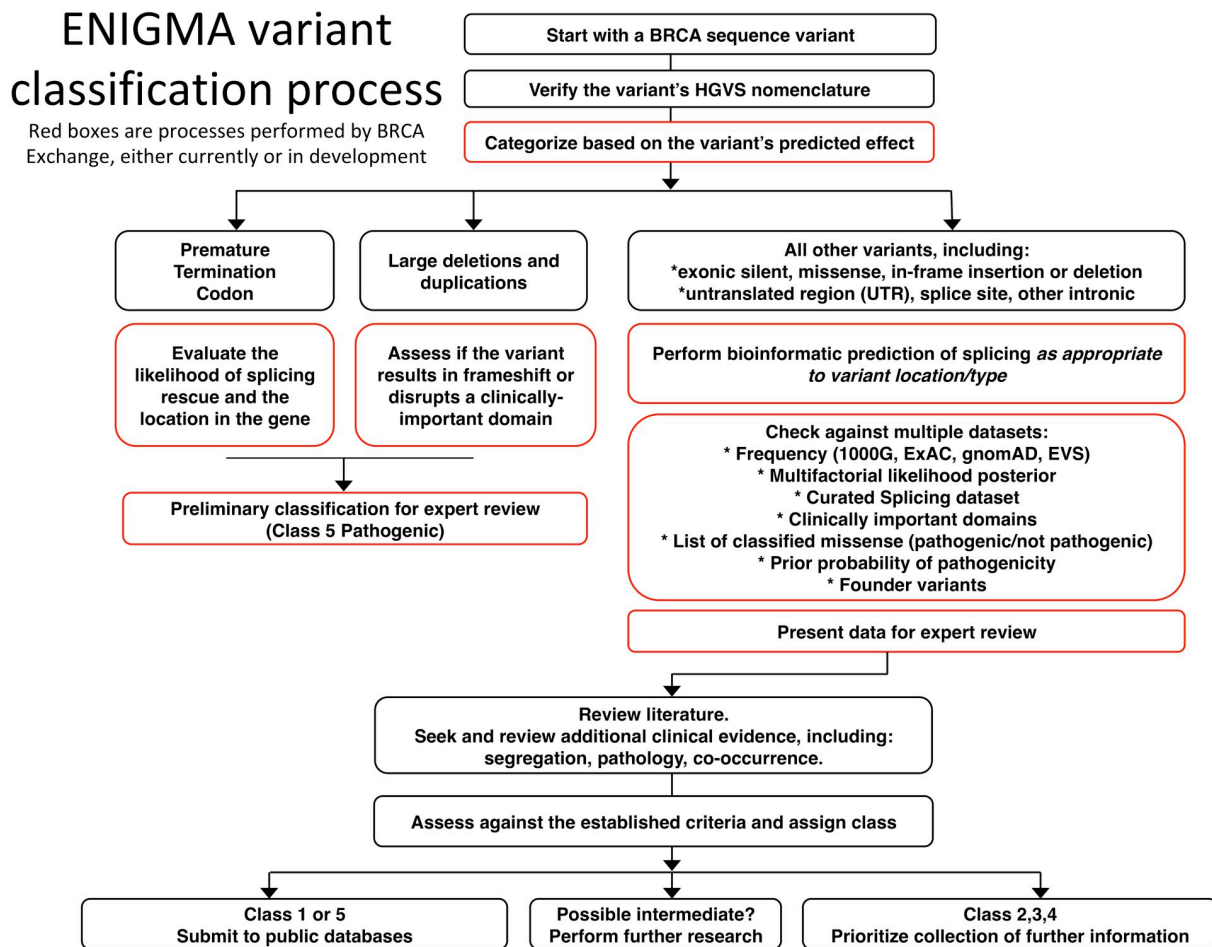 ENIGMA variant
classification process
Red boxes are processes performed by BRCA
Exchange, either currently or in development
Start with a BRCA sequence variant
Verify the variant's HGVS nomenclature
Categorize based on the variant's predicted effect
Premature
Termination
Codon
Large deletions and
duplications
All other variants, including:
*exonic silent, missense, in-frame insertion or deletion
*untranslated region (UTR), splice site, other intronic
Evaluate the
likelihood of splicing
rescue and the
location in the gene
Assess if the variant
results in frameshift or
disrupts a clinically-
important domain
Perform bioinformatic prediction of splicing as appropriate
to variant location/type
Check against multiple datasets:
* Frequency (1000G, ExAC, gnomAD, EVS)
* Multifactorial likelihood posterior
* Curated Splicing dataset
* Clinically important domains
* List of classified missense (pathogenic/not pathogenic)
* Prior probability of pathogenicity
* Founder variants
Preliminary classification for expert review
(Class 5 Pathogenic)
Present data for expert review
Review literature.
Seek and review additional clinical evidence, including:
segregation, pathology, co-occurrence.
Assess against the established criteria and assign class
Class 1 or 5
Submit to public databases
Possible intermediate?
Perform further research
Class 2,3,4
Prioritize collection of further information